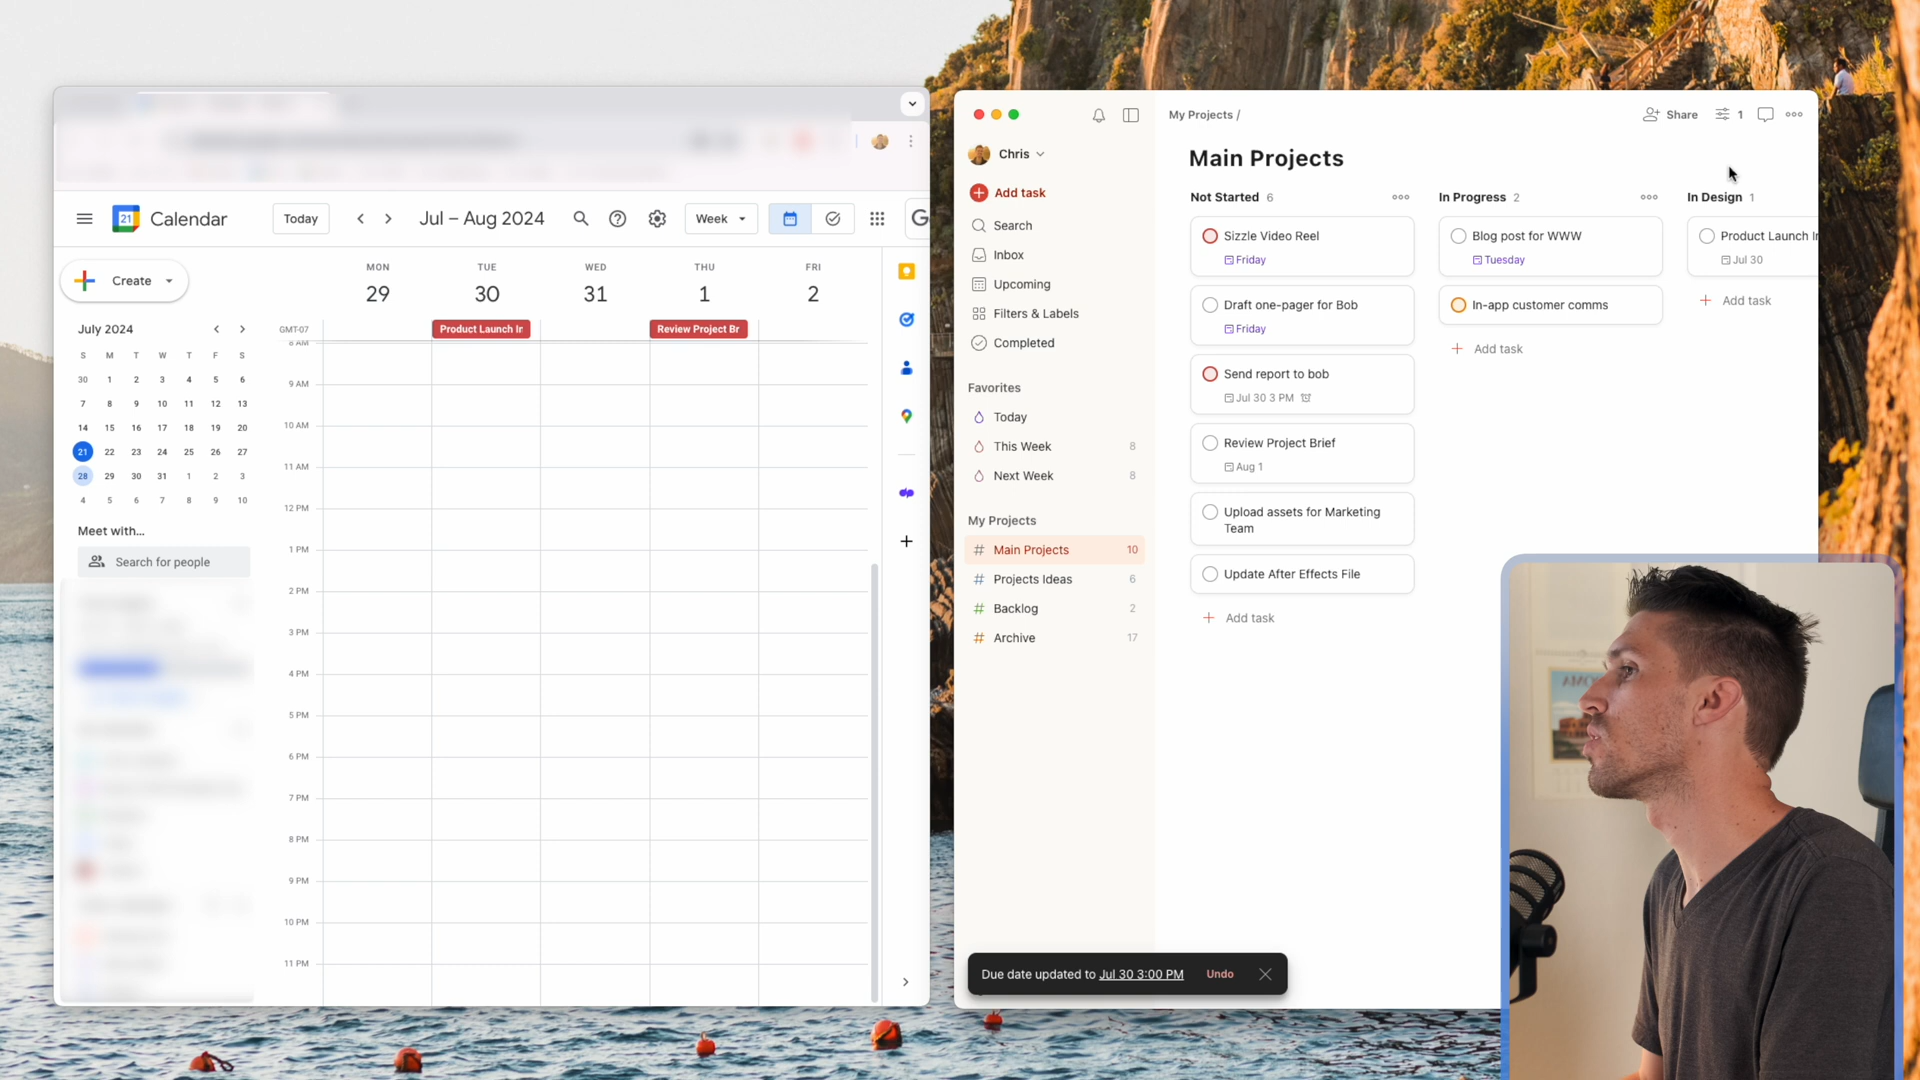 21
Calendar
Today
Jul – Aug 2024
Week
G
Create
July 2024
S M T W T F S
30 1 2 3 4 5 6
7 8 9 10 11 12 13
14 15 16 17 18 19 20
21 22 23 24 25 26 27
28 29 30 31 1 2 3
4 5 6 7 8 9 10
Meet with...
Search for people
MON TUE WED THU FRI
29 30 31 1 2
GMT-07
Product Launch Ir
Review Project Br
8 AM
9 AM
10 AM
11 AM
12 PM
1 PM
2 PM
3 PM
4 PM
5 PM
6 PM
7 PM
8 PM
9 PM
10 PM
11 PM
Chris
Add task
Search
Inbox
Upcoming
Filters & Labels
Completed
Favorites
Today
This Week 8
Next Week 8
My Projects
# Main Projects 10
# Projects Ideas 6
# Backlog 2
# Archive 17
My Projects /
Share
1
Main Projects
Not Started 6
Sizzle Video Reel
Friday
Draft one-pager for Bob
Friday
Send report to bob
Jul 30 3 PM
Review Project Brief
Aug 1
Upload assets for Marketing
Team
Update After Effects File
Add task
In Progress 2
Blog post for WWW
Tuesday
In-app customer comms
Add task
In Design 1
Product Launch Ir
Jul 30
Add task
Due date updated to Jul 30 3:00 PM Undo